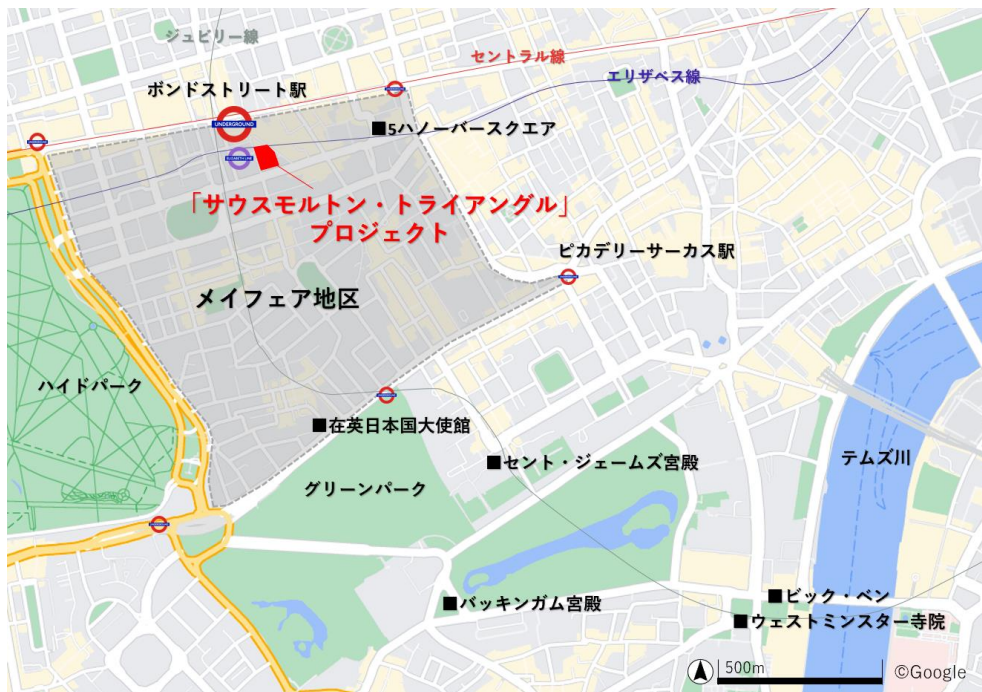 ジュビリー線
セントラル線
エリザベス線
ボンドストリート駅
UNDERGROUND
ELIZABETH LINE
■5ハノーバースクエア
「サウスモルトン・トライアングル」
プロジェクト
ピカデリーサーカス駅
メイフェア地区
ハイドパーク
■在英日本国大使館
■セント・ジェームズ宮殿
テムズ川
グリーンパーク
■バッキンガム宮殿
■ビック・ベン
■ウェストミンスター寺院
500m
©Google